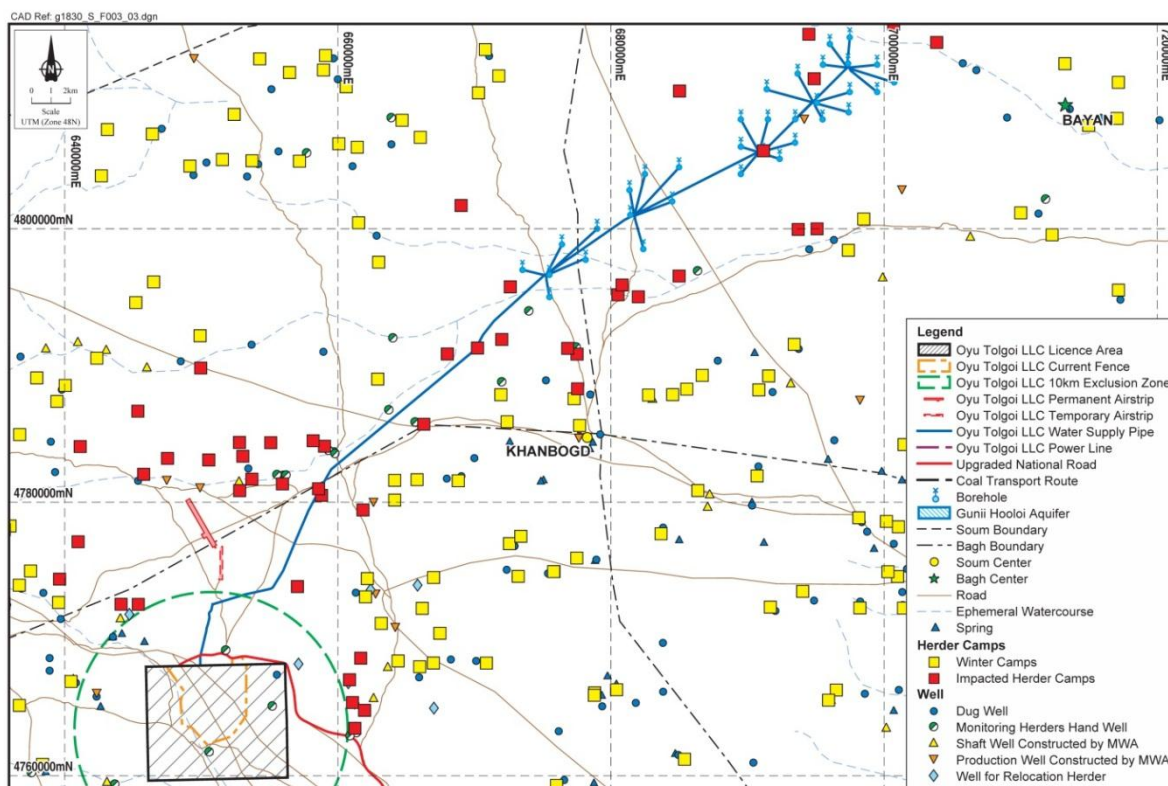 CAD Ref: g1830_S_F003_03.dgn
N
0 1 2km
Scale
UTM (Zone 48N)
640000mE
660000mE
680000mE
700000mE
720000mE
BAYAN
4800000mN
KHANBOGD
4780000mN
4760000mN
Legend
Oyu Tolgoi LLC Licence Area
Oyu Tolgoi LLC Current Fence
Oyu Tolgoi LLC 10km Exclusion Zone
Oyu Tolgoi LLC Permanent Airstrip
Oyu Tolgoi LLC Temporary Airstrip
Oyu Tolgoi LLC Water Supply Pipe
Oyu Tolgoi LLC Power Line
Upgraded National Road
Coal Transport Route
Borehole
Gunii Hooloi Aquifer
Soum Boundary
Bagh Boundary
Soum Center
Bagh Center
Road
Ephemeral Watercourse
Spring
Herder Camps
Winter Camps
Impacted Herder Camps
Well
Dug Well
Monitoring Herders Hand Well
Shaft Well Constructed by MWA
Production Well Constructed by MWA
Well for Relocation Herder